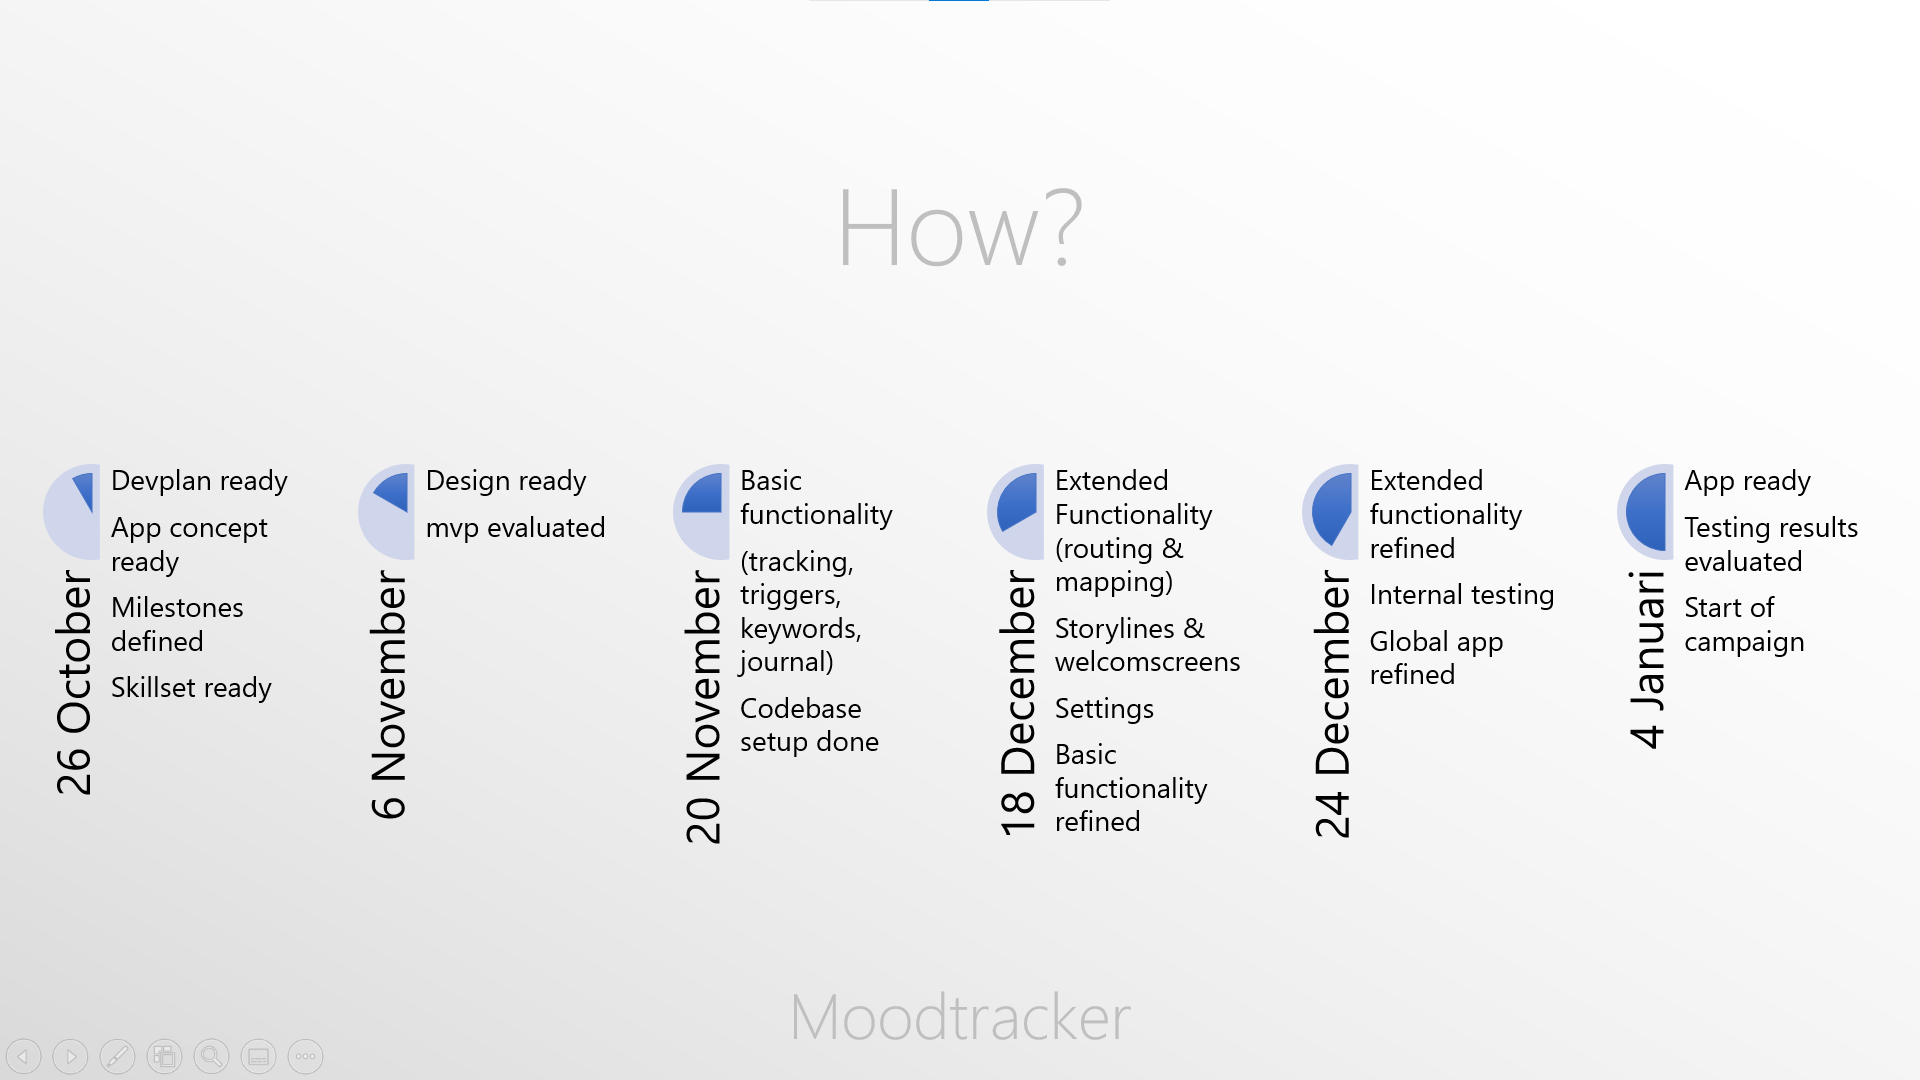 How?
26 October
Devplan ready
App concept
ready
Milestones
defined
Skillset ready
6 November
Design ready
mvp evaluated
20 November
Basic
functionality
(tracking,
triggers,
keywords,
journal)
Codebase
setup done
18 December
Extended
Functionality
(routing &
mapping)
Storylines &
welcomscreens
Settings
Basic
functionality
refined
24 December
Extended
functionality
refined
Internal testing
Global app
refined
4 Januari
App ready
Testing results
evaluated
Start of
campaign
Moodtracker